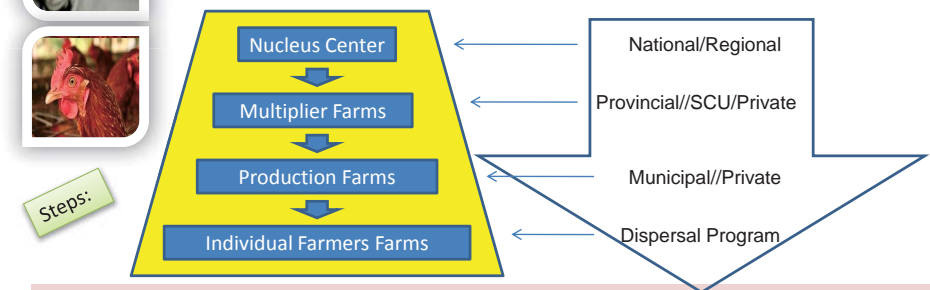 Nucleus Center
National/Regional
Multiplier Farms
Provincial//SCU/Private
Production Farms
Municipal//Private
Steps:
Individual Farmers Farms
Dispersal Program